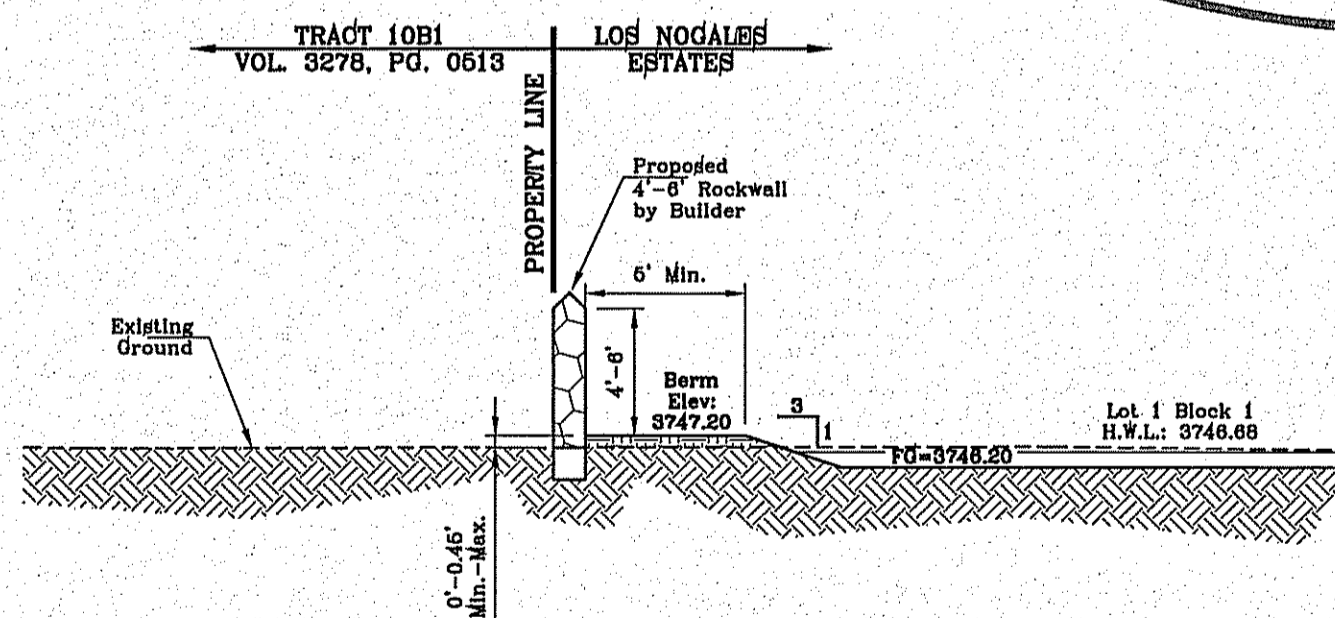 TRACT 10B1
VOL. 3278, PG. 0513
LOS NOGALES
ESTATES
PROPERTY LINE
Proposed
4'-6' Rockwall
by Builder
5' Min.
Existing
Ground
4'-6'
Berm
Elev:
3747.20
3
1
Lot 1 Block 1
H.W.L.: 3746.68
FG=3746.20
0'-0.45'
Min.-Max.